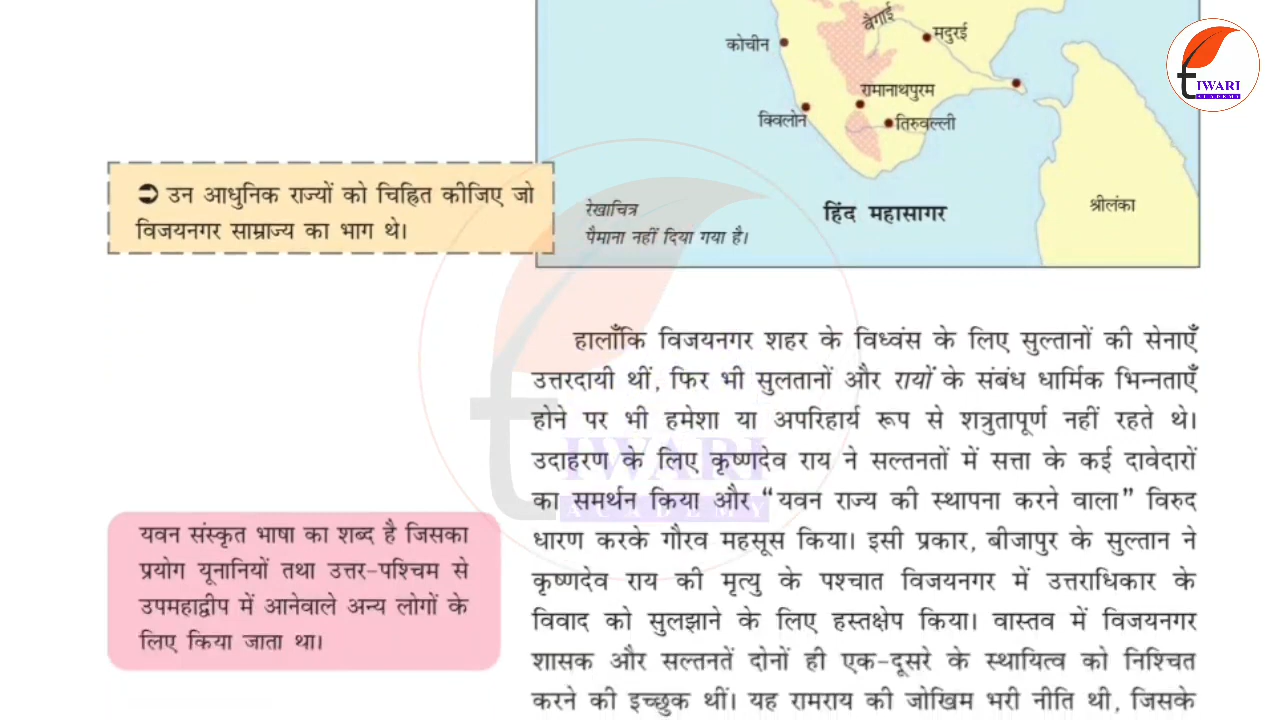 वैगाई
कोचीन
मदुरई
रामानाथपुरम
क्विलोन
तिरुवल्ली
रेखाचित्र
पैमाना नहीं दिया गया है।
हिंद महासागर
श्रीलंका
tIWARI
ACADEMY
➲ उन आधुनिक राज्यों को चिह्नित कीजिए जो
विजयनगर साम्राज्य का भाग थे।
हालाँकि विजयनगर शहर के विध्वंस के लिए सुल्तानों की सेनाएँ
उत्तरदायी थीं, फिर भी सुलतानों और रायों के संबंध धार्मिक भिन्नताएँ
होने पर भी हमेशा या अपरिहार्य रूप से शत्रुतापूर्ण नहीं रहते थे।
उदाहरण के लिए कृष्णदेव राय ने सल्तनतों में सत्ता के कई दावेदारों
का समर्थन किया और “यवन राज्य की स्थापना करने वाला” विरुद
धारण करके गौरव महसूस किया। इसी प्रकार, बीजापुर के सुल्तान ने
कृष्णदेव राय की मृत्यु के पश्चात विजयनगर में उत्तराधिकार के
विवाद को सुलझाने के लिए हस्तक्षेप किया। वास्तव में विजयनगर
शासक और सल्तनतें दोनों ही एक-दूसरे के स्थायित्व को निश्चित
करने की इच्छुक थीं। यह रामराय की जोखिम भरी नीति थी, जिसके
यवन संस्कृत भाषा का शब्द है जिसका
प्रयोग यूनानियों तथा उत्तर-पश्चिम से
उपमहाद्वीप में आनेवाले अन्य लोगों के
लिए किया जाता था।
tIWARI
ACADEMY